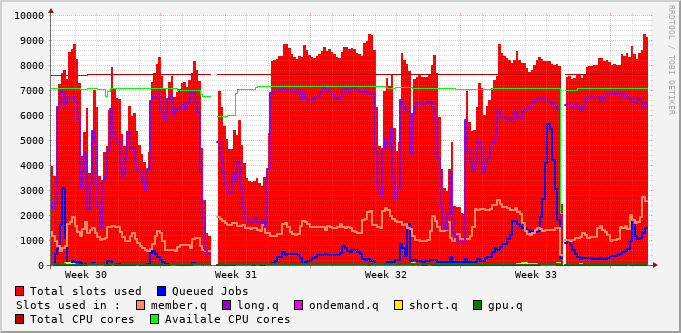 10000
9000
8000
7000
6000
5000
4000
3000
2000
1000
0
Week 30 Week 31 Week 32 Week 33
RRDTOOL / TOBI OETIKER
Total slots used Queued Jobs
Slots used in : member.q long.q ondemand.q short.q gpu.q
Total CPU cores Availale CPU cores